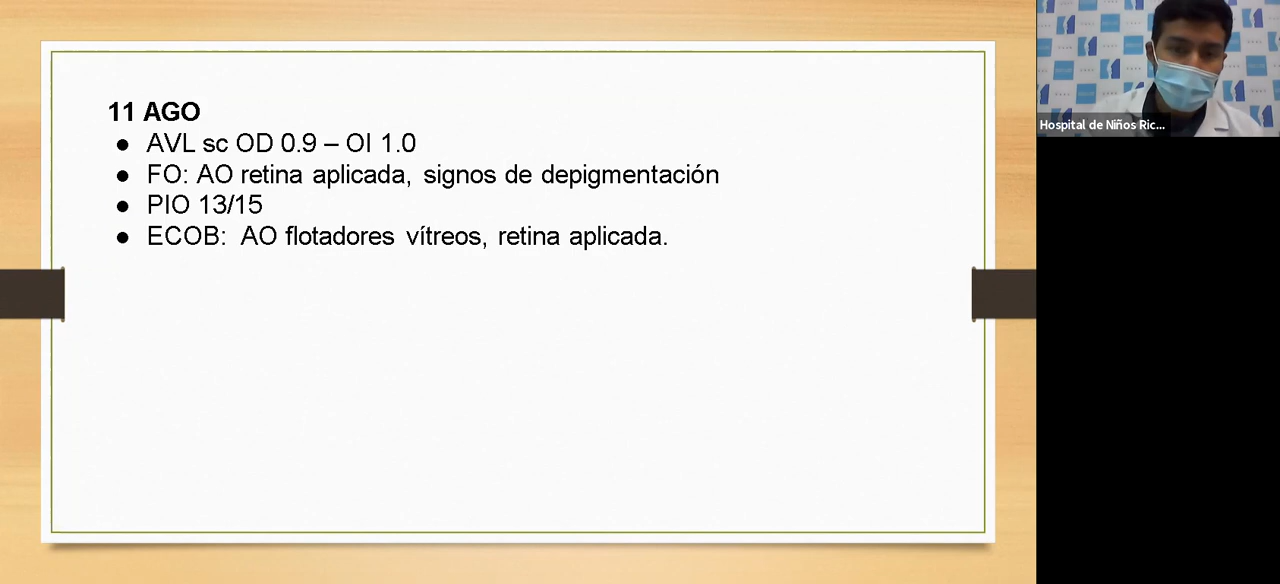 11 AGO
● AVL sc OD 0.9 – OI 1.0
● FO: AO retina aplicada, signos de depigmentación
● PIO 13/15
● ECOB: AO flotadores vítreos, retina aplicada.
Hospital de Niños Ric...